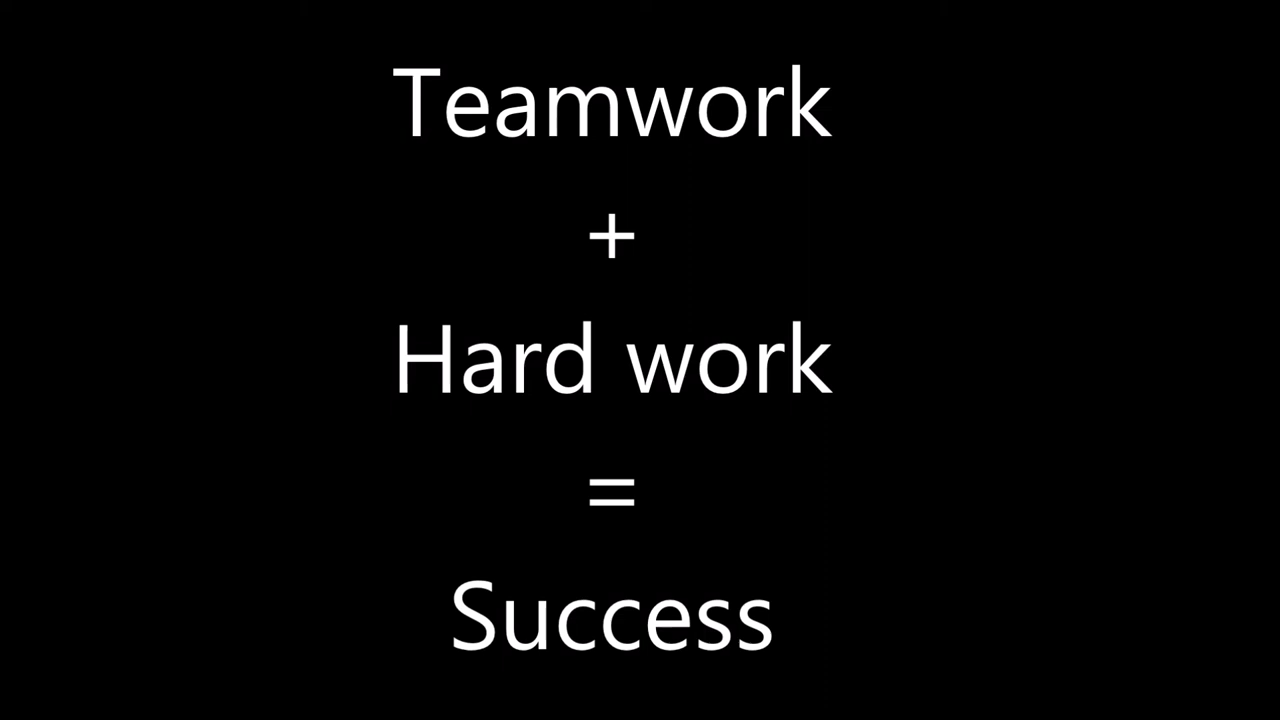 Teamwork
+
Hard work
=
Success